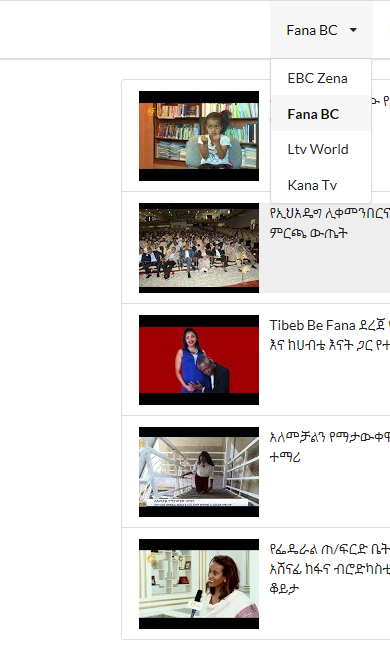 Fana BC
EBC Zena
Fana BC
Ltv World
Kana Tv
የኢህአዴግ ሊቀመንበርና
ምርጫ ውጤት
Tibeb Be Fana ደረጀ
እና ከሀብቴ እናት ጋር የተ
አለመቻልን የማታውቀዋ
ተማሪ
የፌዴራል ጠ/ፍርድ ቤት
አሸናፊ ከፋና ብሮድካስቲ
ቆይታ